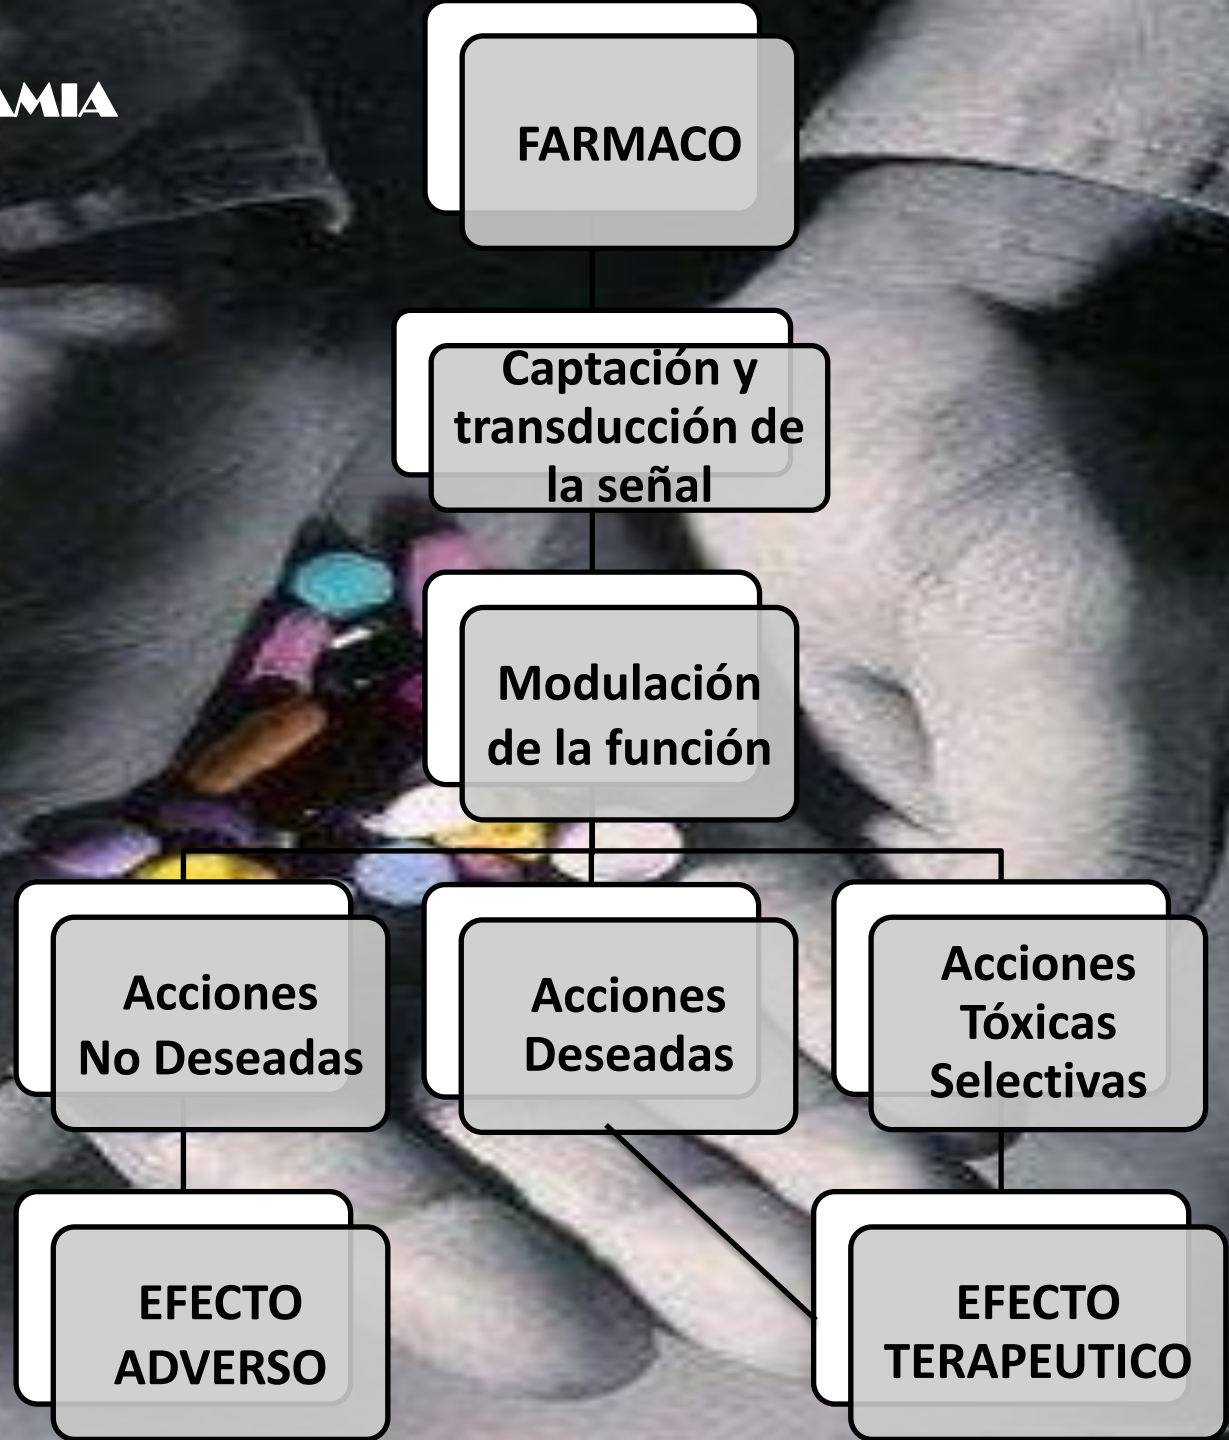 AMIA
FARMACO
Captación y
transducción de
la señal
Modulación
de la función
Acciones
No Deseadas
Acciones
Deseadas
Acciones
Tóxicas
Selectivas
EFECTO
ADVERSO
EFECTO
TERAPEUTICO